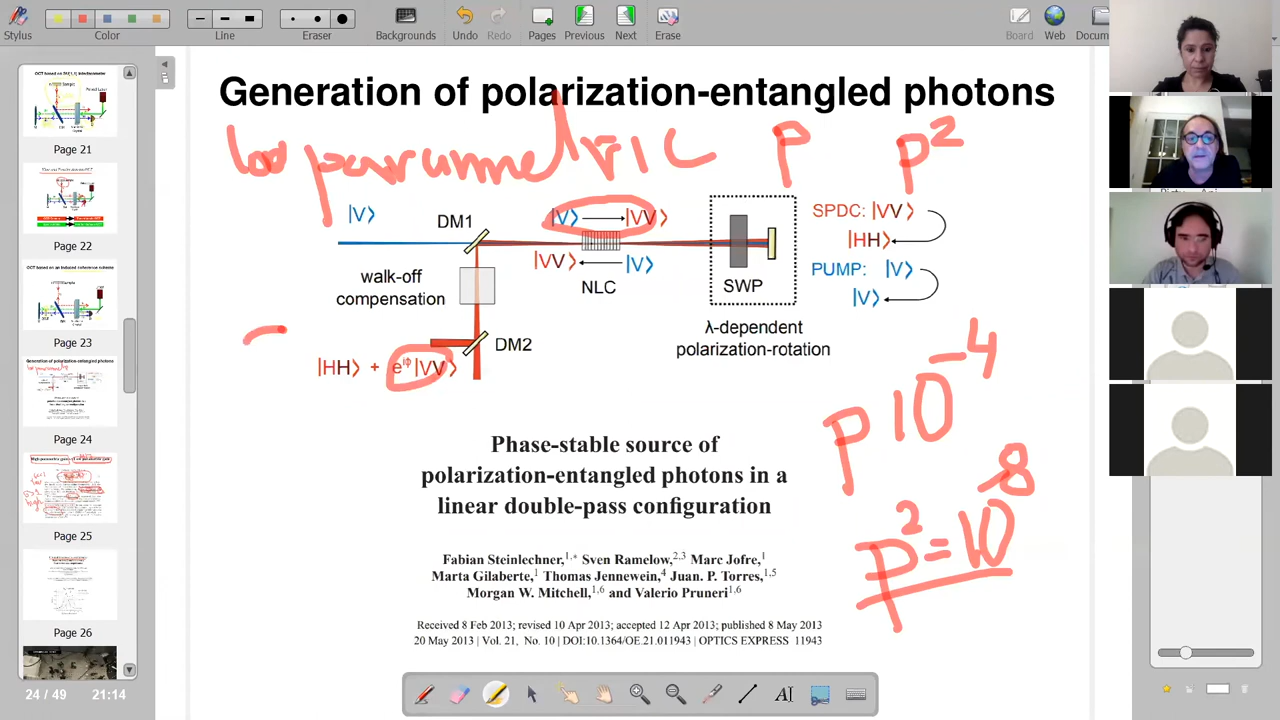 Stylus
Color
Line
Eraser
Backgrounds
Undo
Redo
Pages
Previous
Next
Erase
Board
Web
Docum
Page 21
Page 22
Page 23
Page 24
Page 25
Page 26
24 / 49 21:14
Generation of polarization-entangled photons
parametric p p²
|V⟩
DM1
|V⟩ |VV⟩
|VV⟩ |V⟩
NLC
SWP
walk-off
compensation
λ-dependent
polarization-rotation
SPDC: |VV⟩
|HH⟩
PUMP: |V⟩
|V⟩
DM2
|HH⟩ + e^iφ |VV⟩
p 10⁻⁴
p² = 10⁻⁸
Phase-stable source of
polarization-entangled photons in a
linear double-pass configuration
Fabian Steinlechner,1,* Sven Ramelow,2,3 Marc Jofre,1
Marta Gilaberte,1 Thomas Jennewein,4 Juan. P. Torres,1,5
Morgan W. Mitchell,1,6 and Valerio Pruneri1,6
Received 8 Feb 2013; revised 10 Apr 2013; accepted 12 Apr 2013; published 8 May 2013
20 May 2013 | Vol. 21, No. 10 | DOI:10.1364/OE.21.011943 | OPTICS EXPRESS 11943